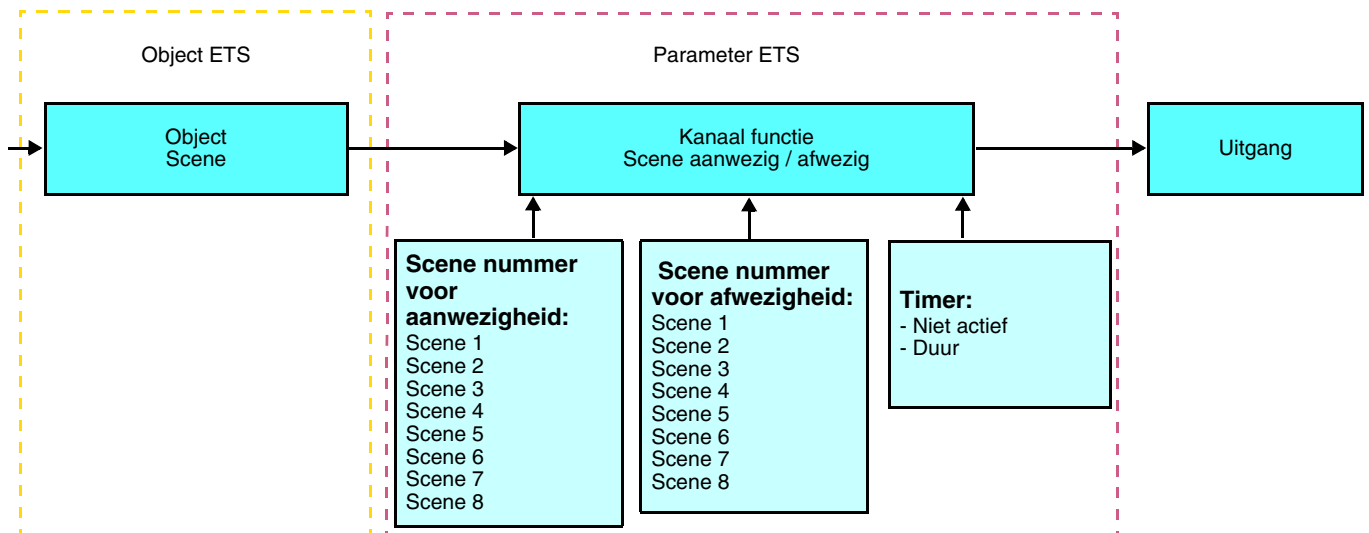 Object ETS
Parameter ETS
Object
Scene
Kanaal functie
Scene aanwezig / afwezig
Uitgang
Scene nummer
voor
aanwezigheid:
Scene 1
Scene 2
Scene 3
Scene 4
Scene 5
Scene 6
Scene 7
Scene 8
Scene nummer
voor afwezigheid:
Scene 1
Scene 2
Scene 3
Scene 4
Scene 5
Scene 6
Scene 7
Scene 8
Timer:
- Niet actief
- Duur